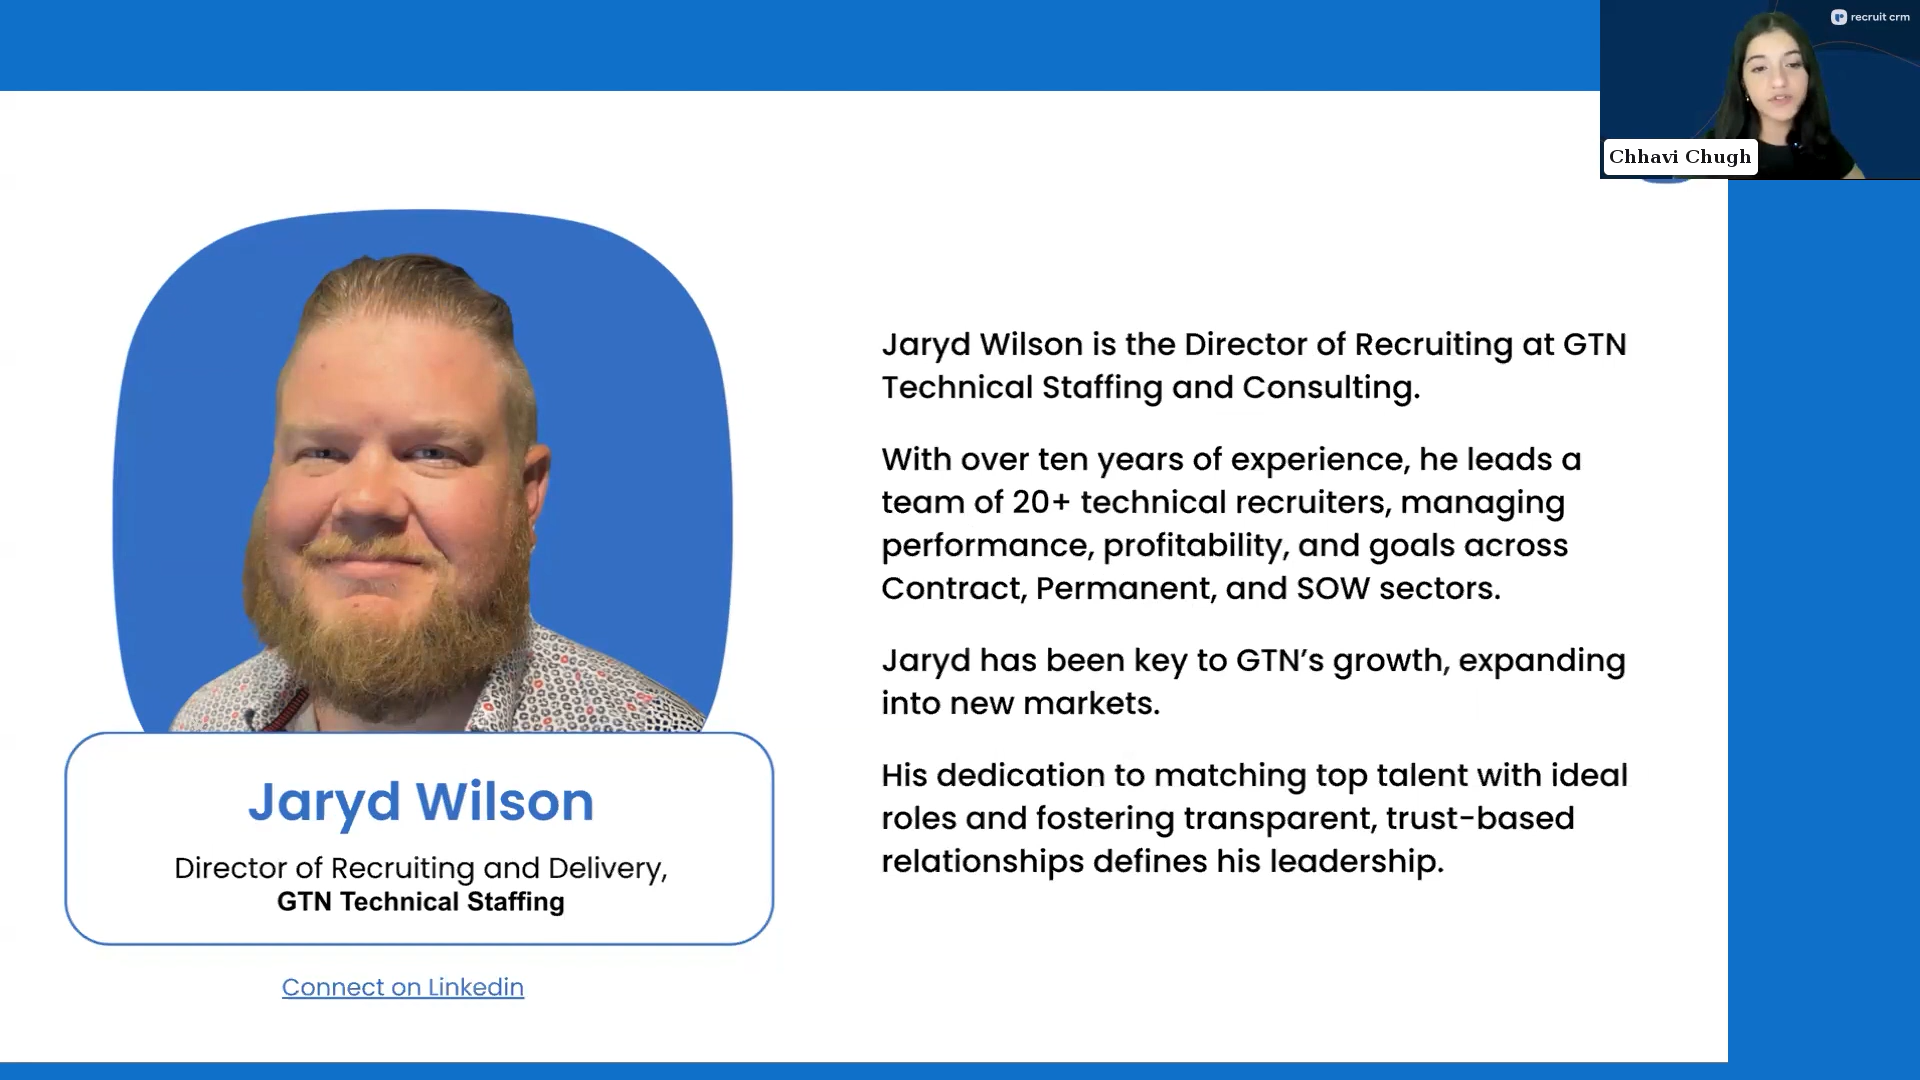 recruit crm
Chhavi Chugh
Jaryd Wilson is the Director of Recruiting at GTN
Technical Staffing and Consulting.
With over ten years of experience, he leads a
team of 20+ technical recruiters, managing
performance, profitability, and goals across
Contract, Permanent, and SOW sectors.
Jaryd has been key to GTN’s growth, expanding
into new markets.
His dedication to matching top talent with ideal
roles and fostering transparent, trust-based
relationships defines his leadership.
Jaryd Wilson
Director of Recruiting and Delivery,
GTN Technical Staffing
Connect on Linkedin